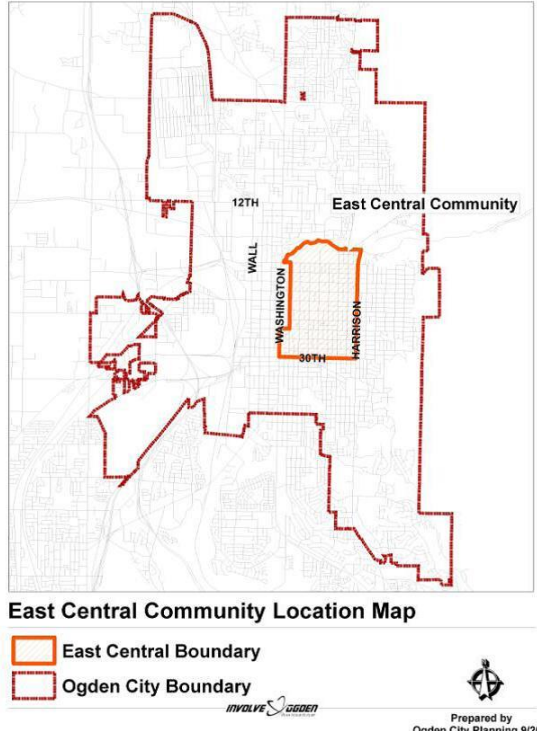 12TH
East Central Community
WALL
WASHINGTON
HARRISON
30TH
East Central Community Location Map
East Central Boundary
Ogden City Boundary
INVOLVE OGDEN
Prepared by
Ogden City Planning